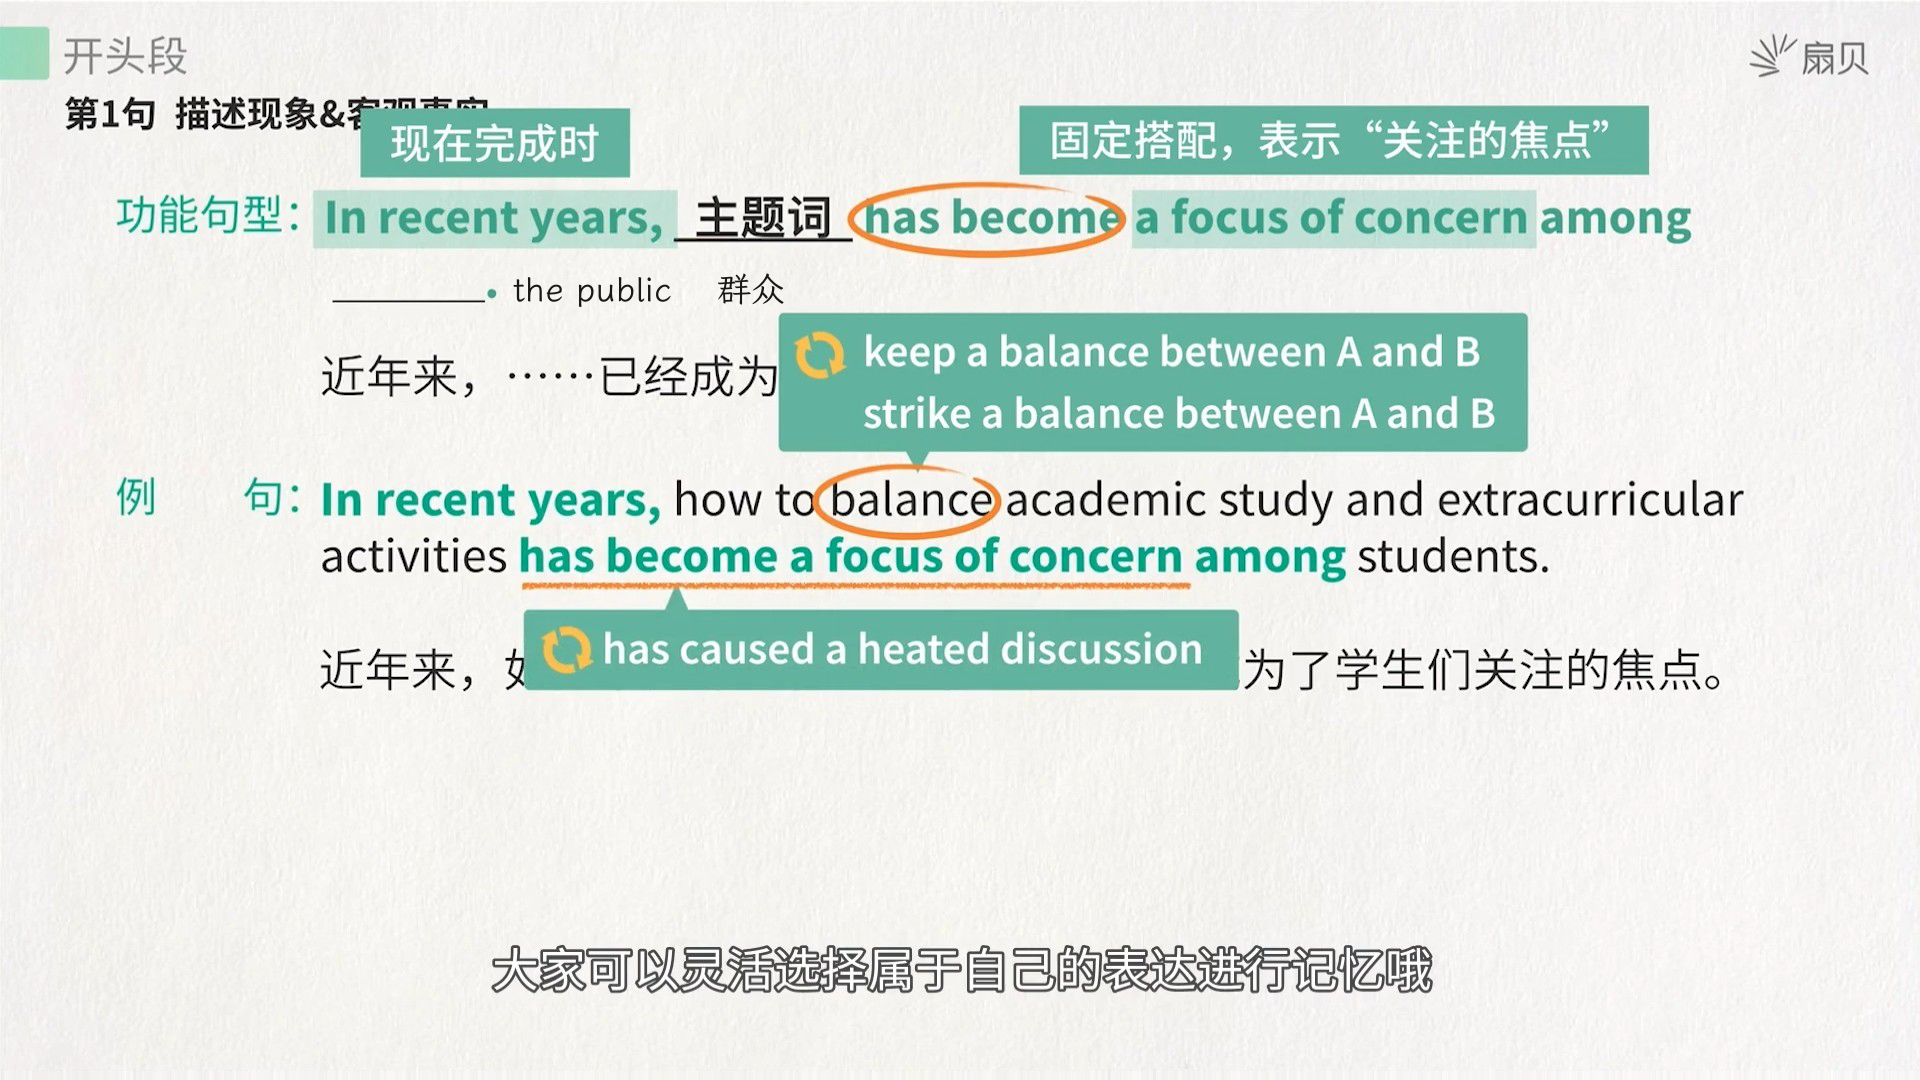 开头段
扇贝
第1句 描述现象&客观事实
现在完成时
固定搭配，表示“关注的焦点”
功能句型： In recent years, 主题词 has become a focus of concern among
________. the public 群众
近年来，……已经成为
keep a balance between A and B
strike a balance between A and B
例 句： In recent years, how to balance academic study and extracurricular
activities has become a focus of concern among students.
has caused a heated discussion
近年来，如 为了学生们关注的焦点。
大家可以灵活选择属于自己的表达进行记忆哦